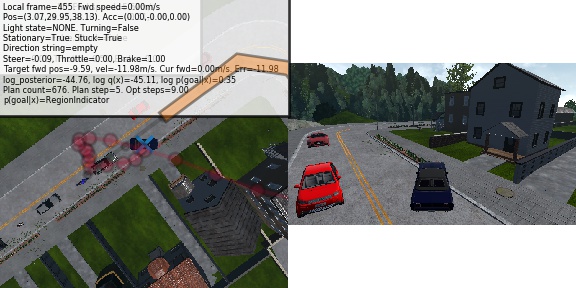 Local frame=455: Fwd speed=0.00m/s
Pos=(3.07,29.95,38.13). Acc=(0.00,-0.00,0.00)
Light state=NONE. Turning=False
Stationary=True. Stuck=True.
Direction string=empty
Steer=-0.09, Throttle=0.00, Brake=1.00
Target fwd pos=-9.59, vel=-11.98m/s. Cur fwd=0.00m/s. Err=-11.98
log_posterior=-44.76, log q(x)=-45.11, log p(goal|x)=0.35
Plan count=676. Plan step=5. Opt steps=9.00
p(goal|x)=RegionIndicator